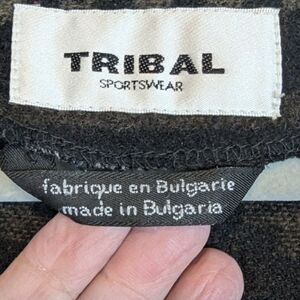 TRIBAL
SPORTSWEAR
fabrique en Bulgarie
made in Bulgaria